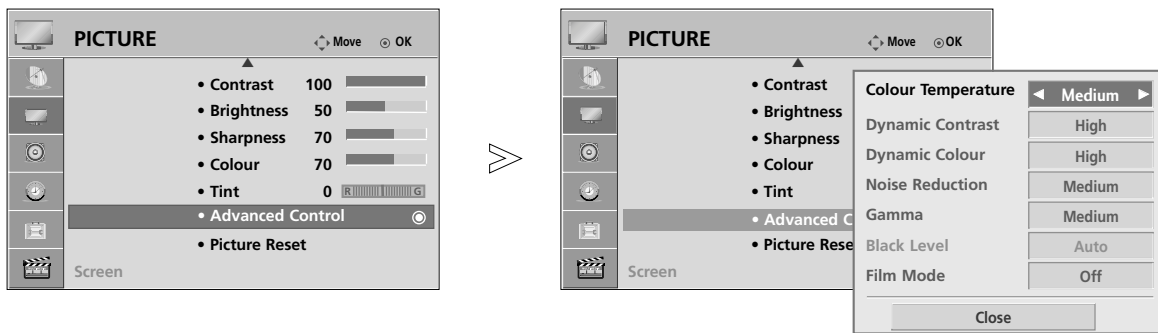 PICTURE
Move OK
• Contrast 100
• Brightness 50
• Sharpness 70
• Colour 70
• Tint 0 R G
• Advanced Control
• Picture Reset
Screen
PICTURE
Move OK
• Contrast
• Brightness
• Sharpness
• Colour
• Tint
• Advanced C
• Picture Rese
Screen
Colour Temperature Medium
Dynamic Contrast High
Dynamic Colour High
Noise Reduction Medium
Gamma Medium
Black Level Auto
Film Mode Off
Close